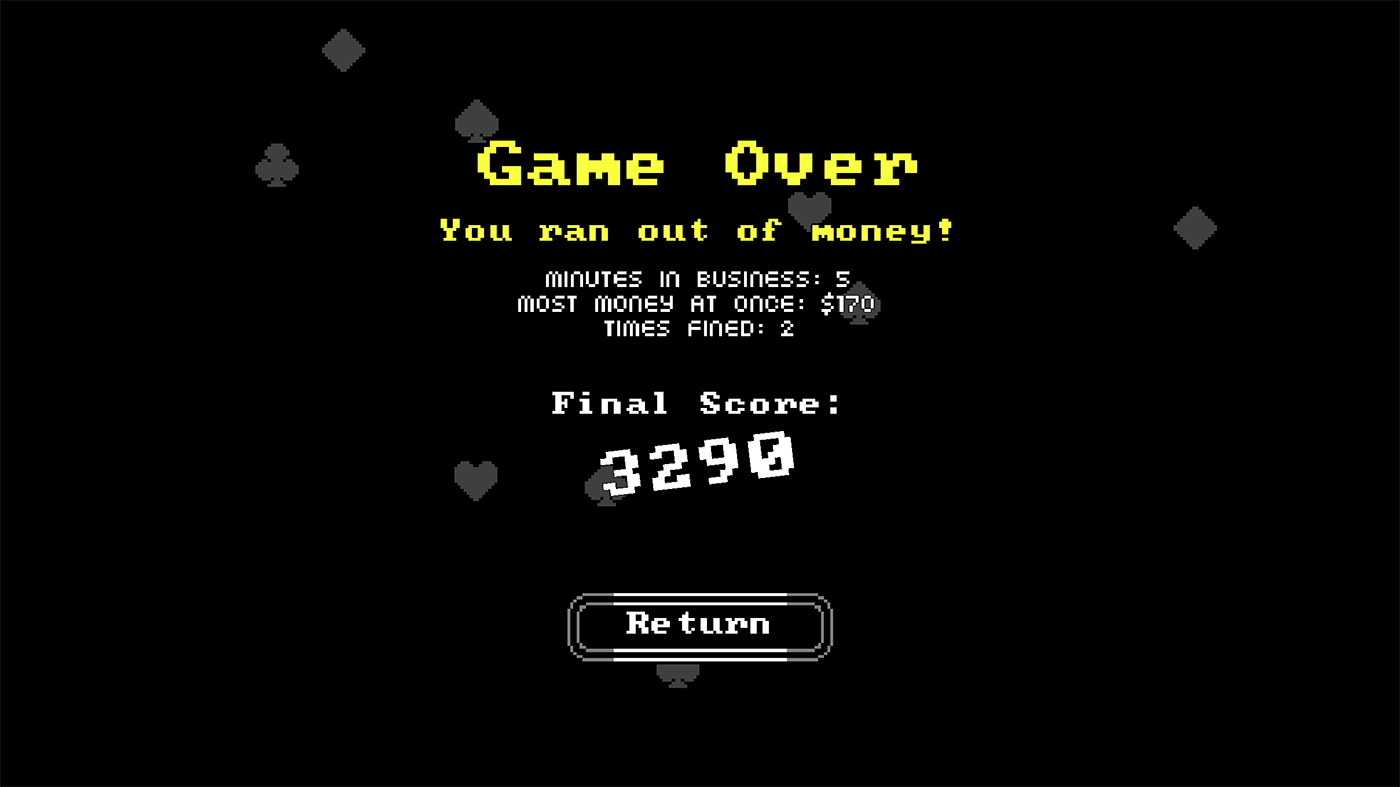 Game Over
You ran out of money!
MINUTES IN BUSINESS: 5
MOST MONEY AT ONCE: $170
TIMES FINED: 2
Final Score:
3290
Return